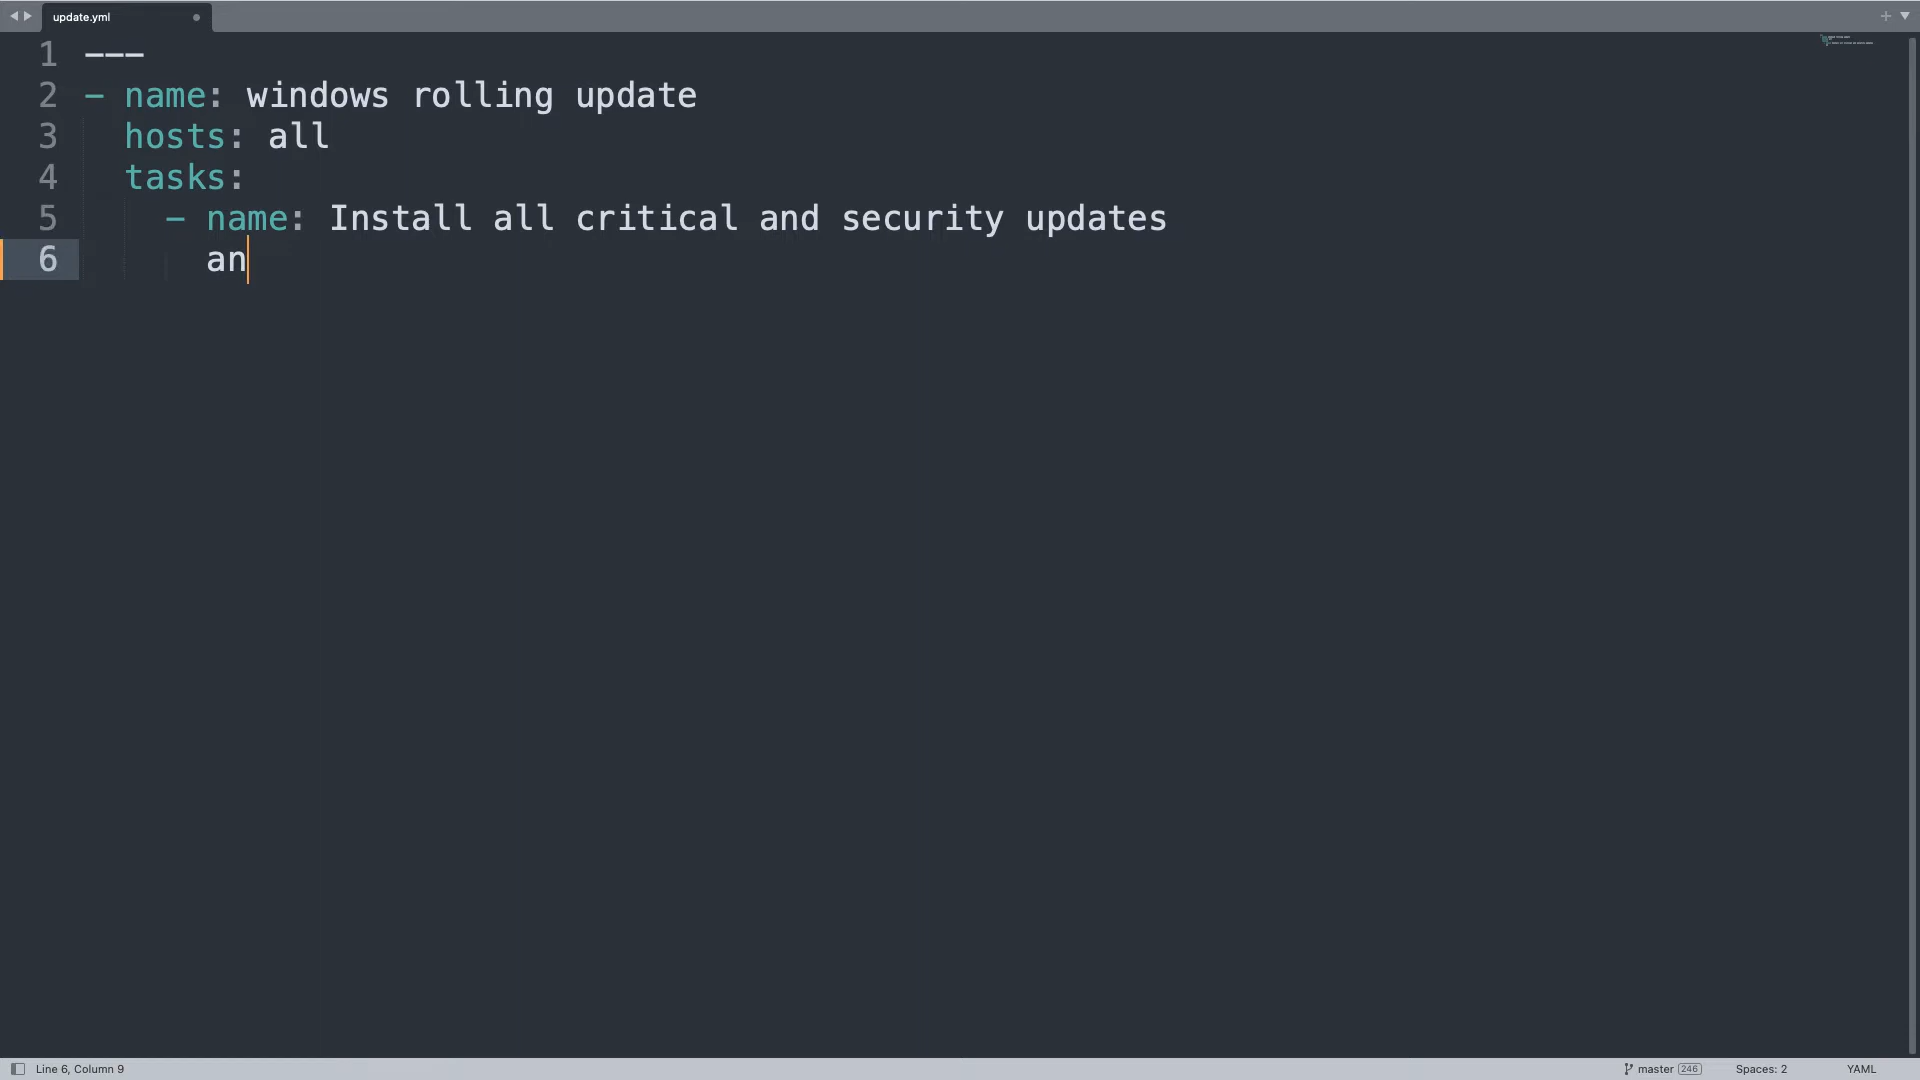 update.yml
1 ---
2 - name: windows rolling update
3 hosts: all
4 tasks:
5 - name: Install all critical and security updates
6 an
Line 6, Column 9
master 246
Spaces: 2
YAML